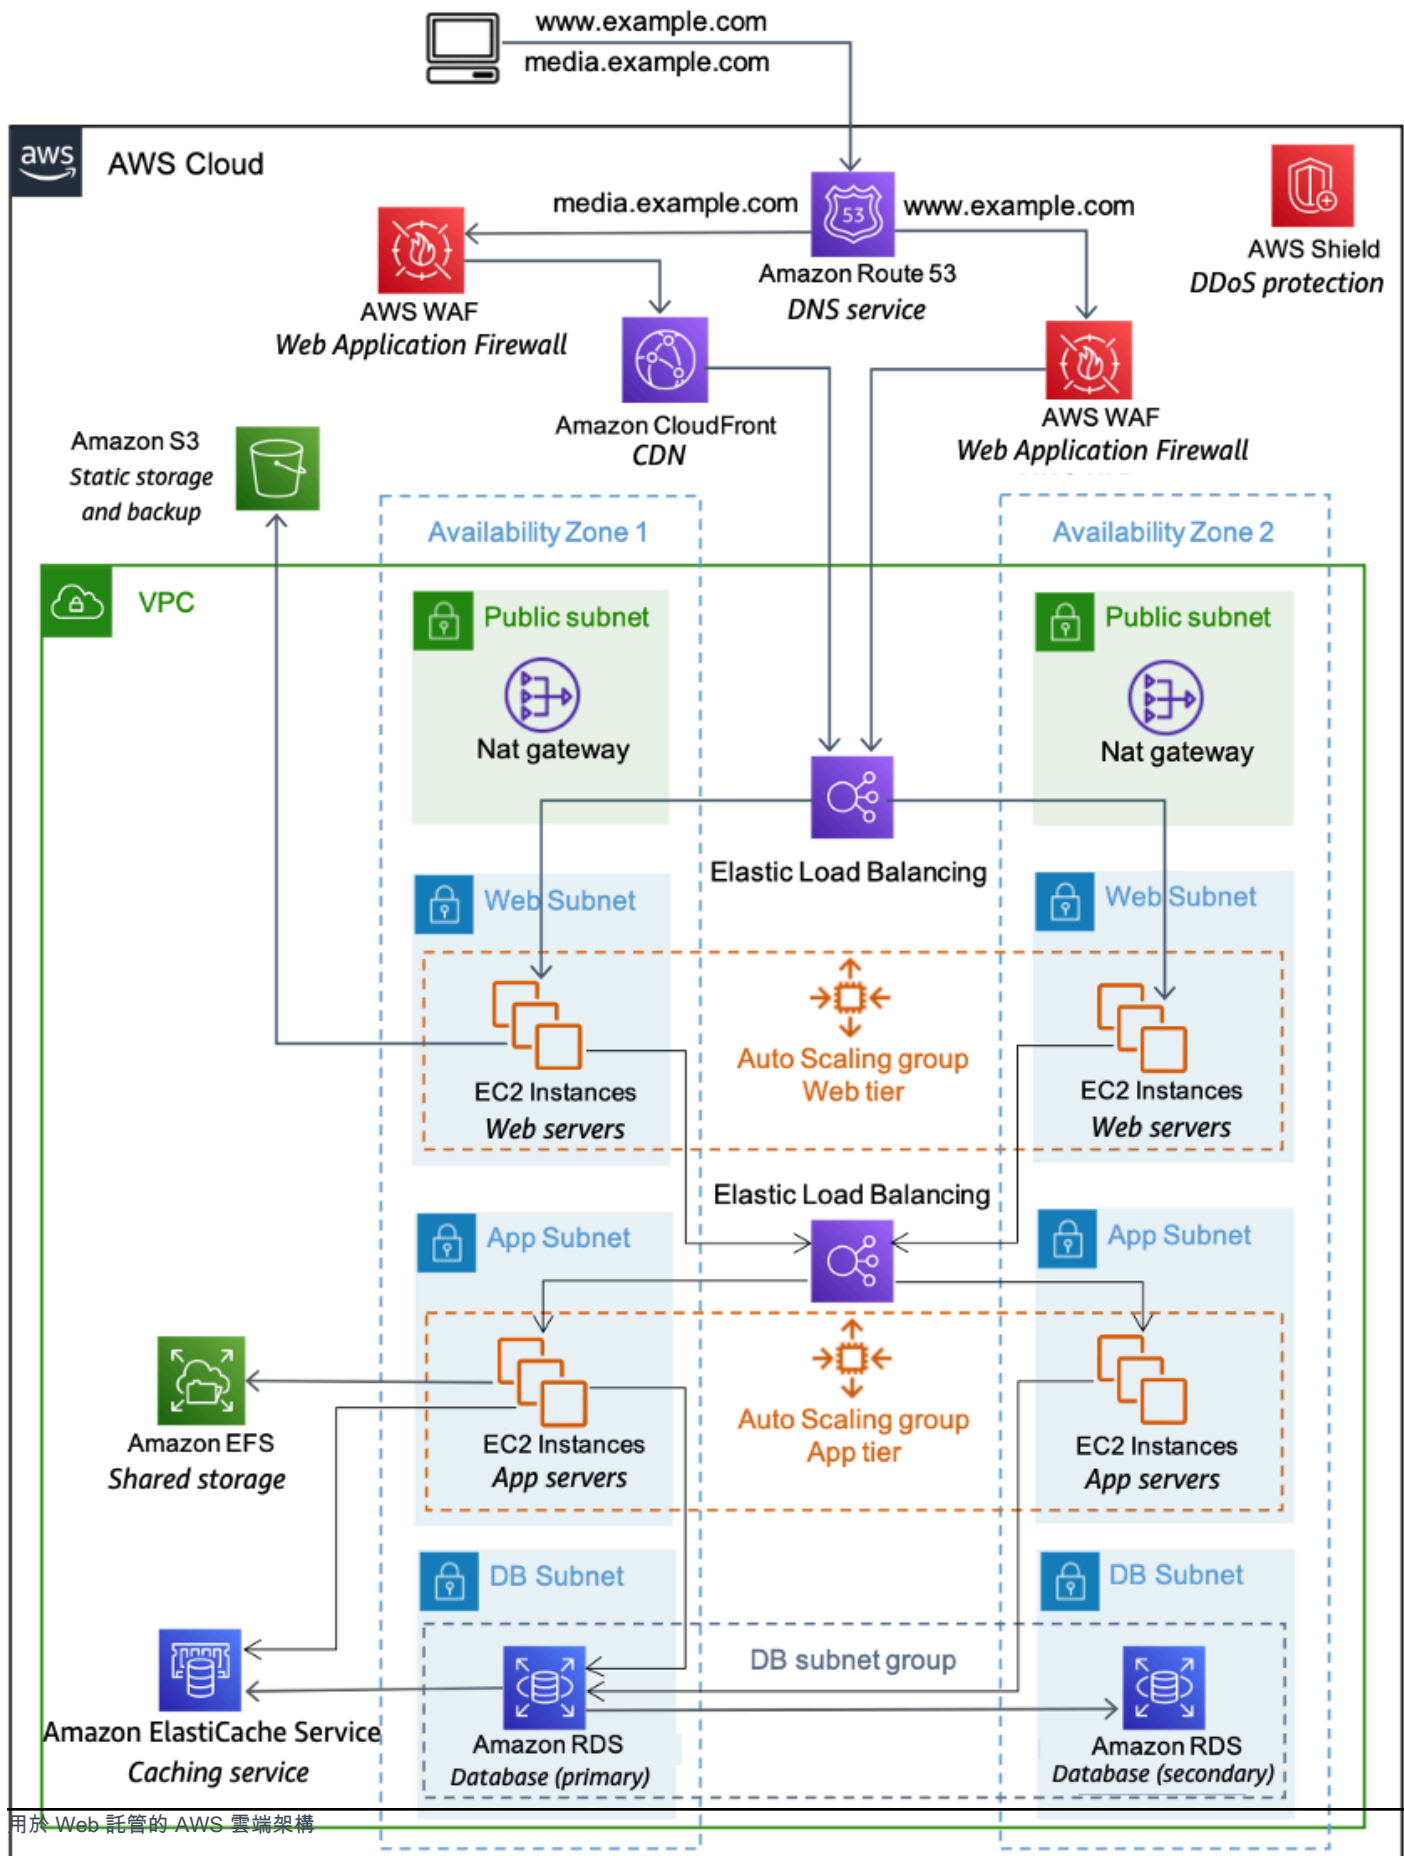 www.example.com
media.example.com
aws
AWS Cloud
media.example.com
53
www.example.com
Amazon Route 53
DNS service
AWS Shield
DDoS protection
AWS WAF
Web Application Firewall
Amazon CloudFront
CDN
AWS WAF
Web Application Firewall
Amazon S3
Static storage
and backup
Availability Zone 1
Availability Zone 2
VPC
Public subnet
Nat gateway
Public subnet
Nat gateway
Elastic Load Balancing
Web Subnet
Web Subnet
EC2 Instances
Web servers
Auto Scaling group
Web tier
EC2 Instances
Web servers
Elastic Load Balancing
App Subnet
App Subnet
Amazon EFS
Shared storage
EC2 Instances
App servers
Auto Scaling group
App tier
EC2 Instances
App servers
DB Subnet
DB Subnet
DB subnet group
Amazon ElastiCache Service
Caching service
Amazon RDS
Database (primary)
Amazon RDS
Database (secondary)
用於 Web 託管的 AWS 雲端架構